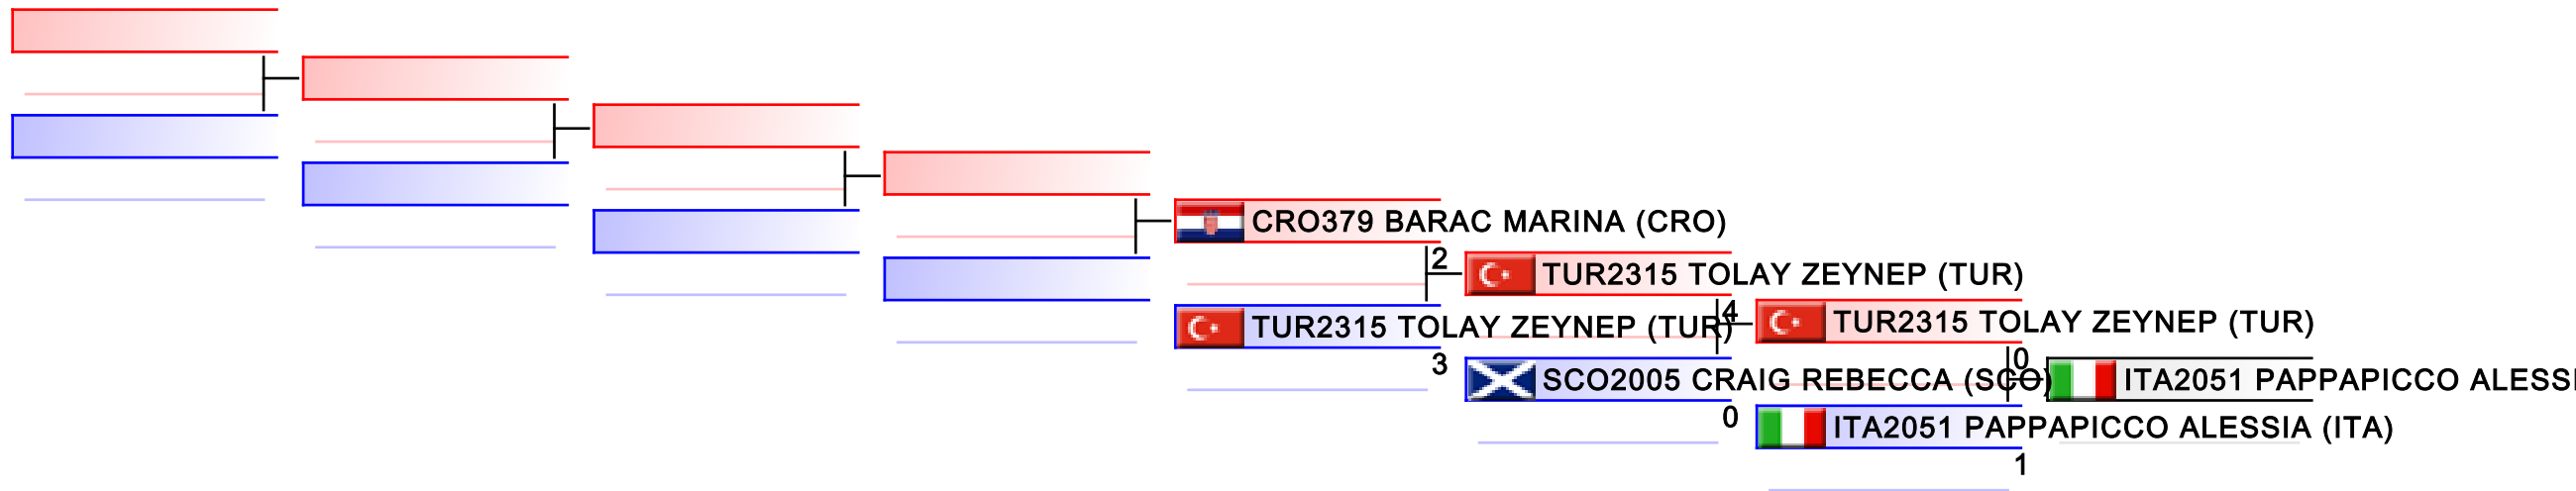 CRO379 BARAC MARINA (CRO)
2
TUR2315 TOLAY ZEYNEP (TUR)
3
TUR2315 TOLAY ZEYNEP (TUR)
4
SCO2005 CRAIG REBECCA (SCO)
0
TUR2315 TOLAY ZEYNEP (TUR)
0
ITA2051 PAPPAPICCO ALESSIA (ITA)
1
ITA2051 PAPPAPICCO ALESSI